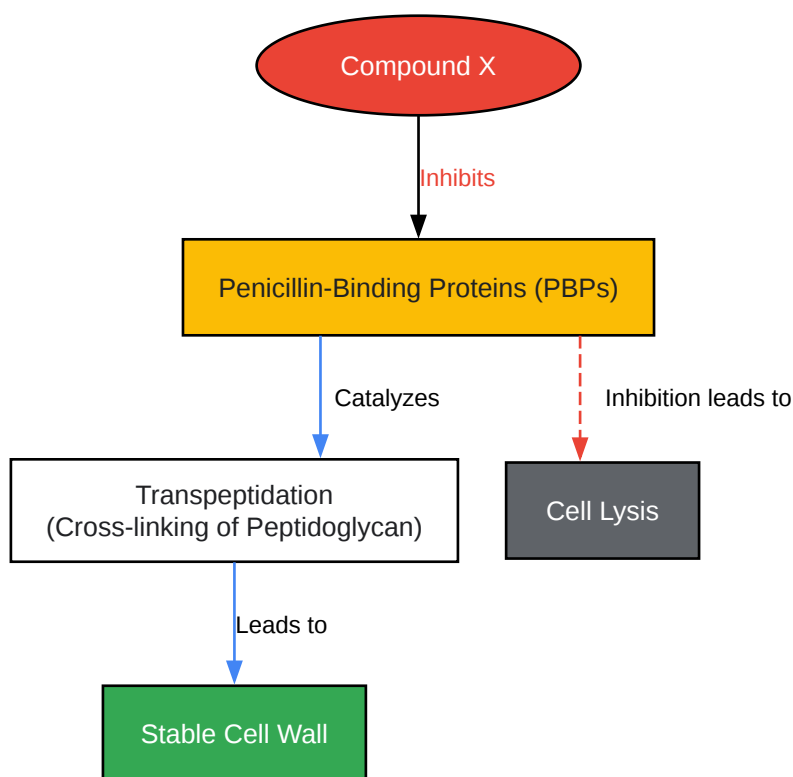 Compound X
Inhibits
Penicillin-Binding Proteins (PBPs)
Catalyzes
Inhibition leads to
Transpeptidation
(Cross-linking of Peptidoglycan)
Cell Lysis
Leads to
Stable Cell Wall